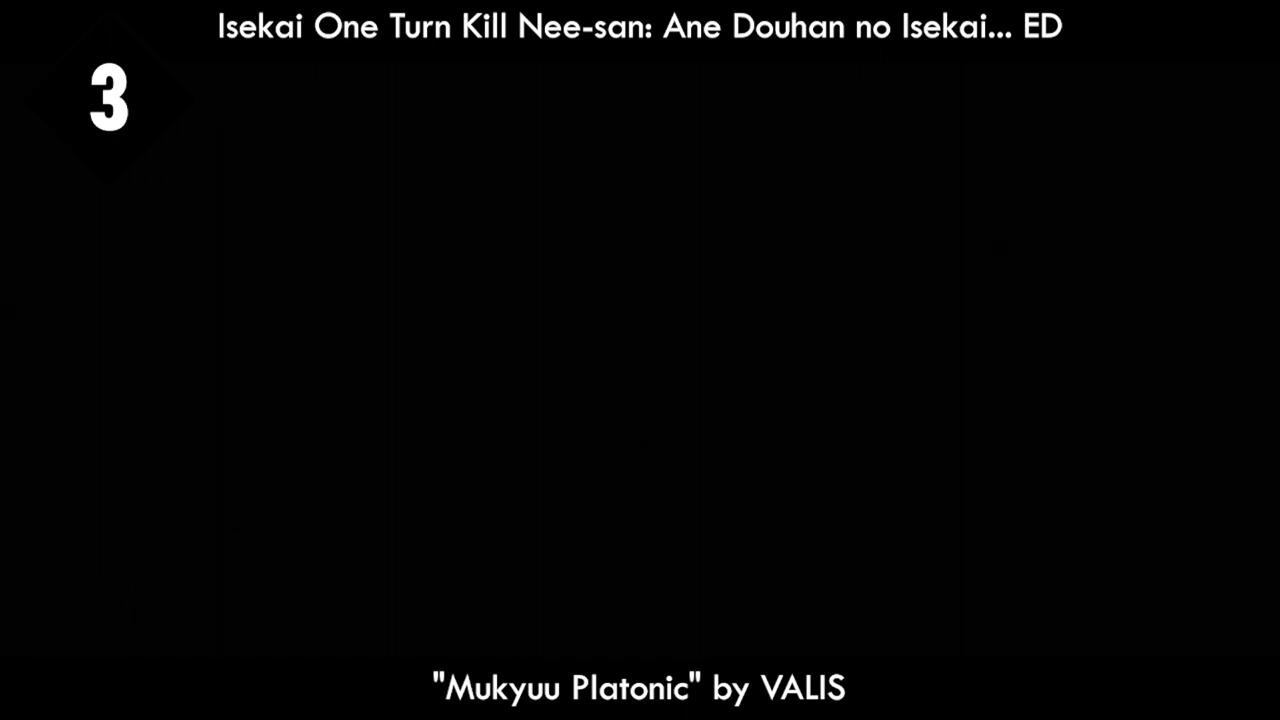 Isekai One Turn Kill Nee-san: Ane Douhan no Isekai... ED
3
"Mukyuu Platonic" by VALIS